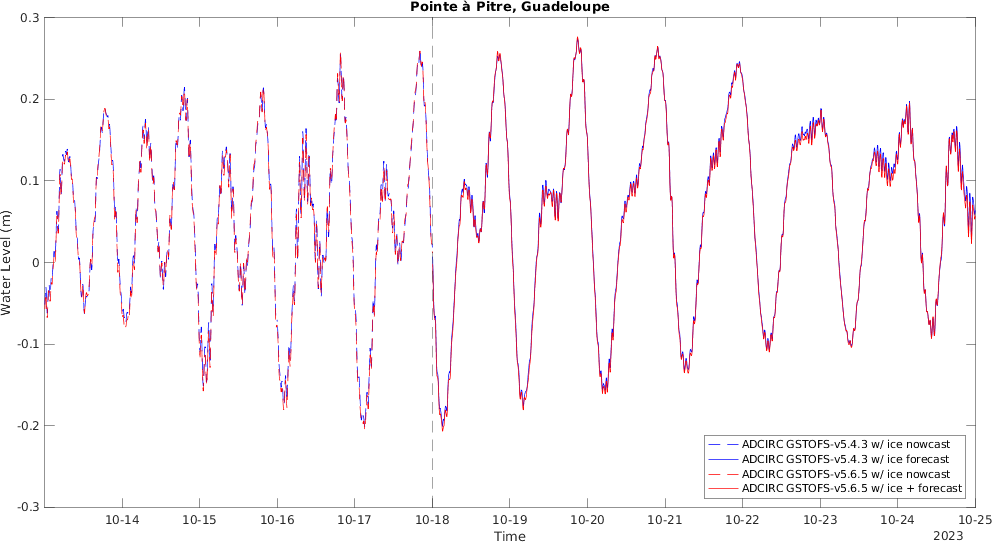 Pointe à Pitre, Guadeloupe
Water Level (m)
0.3
0.2
0.1
0
-0.1
-0.2
-0.3
ADCIRC GSTOFS-v5.4.3 w/ ice nowcast
ADCIRC GSTOFS-v5.4.3 w/ ice forecast
ADCIRC GSTOFS-v5.6.5 w/ ice nowcast
ADCIRC GSTOFS-v5.6.5 w/ ice + forecast
10-14 10-15 10-16 10-17 10-18 10-19 10-20 10-21 10-22 10-23 10-24 10-25
Time
2023